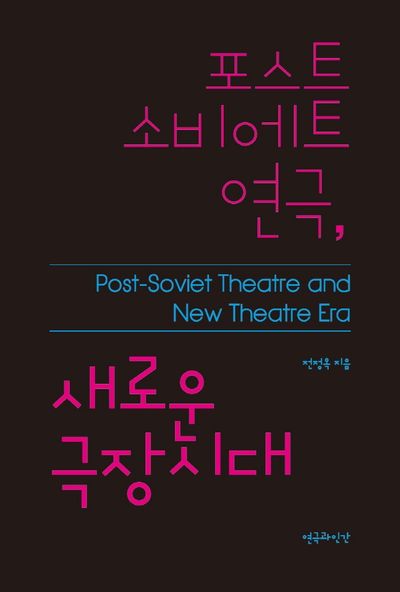 포스트
소비에트
연극,
Post-Soviet Theatre and
New Theatre Era
전정옥 지음
새로운
극장시대
연극과인간